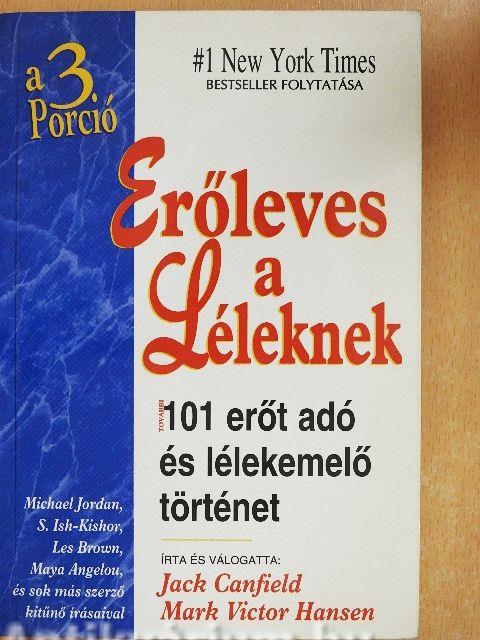 a 3.
Porció
#1 New York Times
BESTSELLER FOLYTATÁSA
Erőleves
a
Léleknek
TOVÁBBI
101 erőt adó
és lélekemelő
történet
Michael Jordan,
S. Ish-Kishor,
Les Brown,
Maya Angelou,
és sok más szerző
kitűnő írásaival
ÍRTA ÉS VÁLOGATTA:
Jack Canfield
Mark Victor Hansen